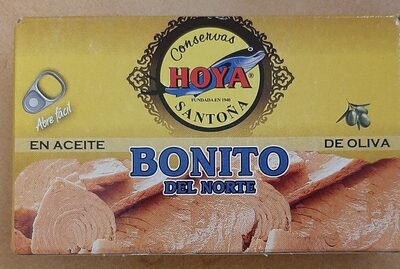 Conservas
HOYA®
FUNDADA EN 1940
SANTOÑA
Abre fácil
EN ACEITE
DE OLIVA
BONITO
DEL NORTE